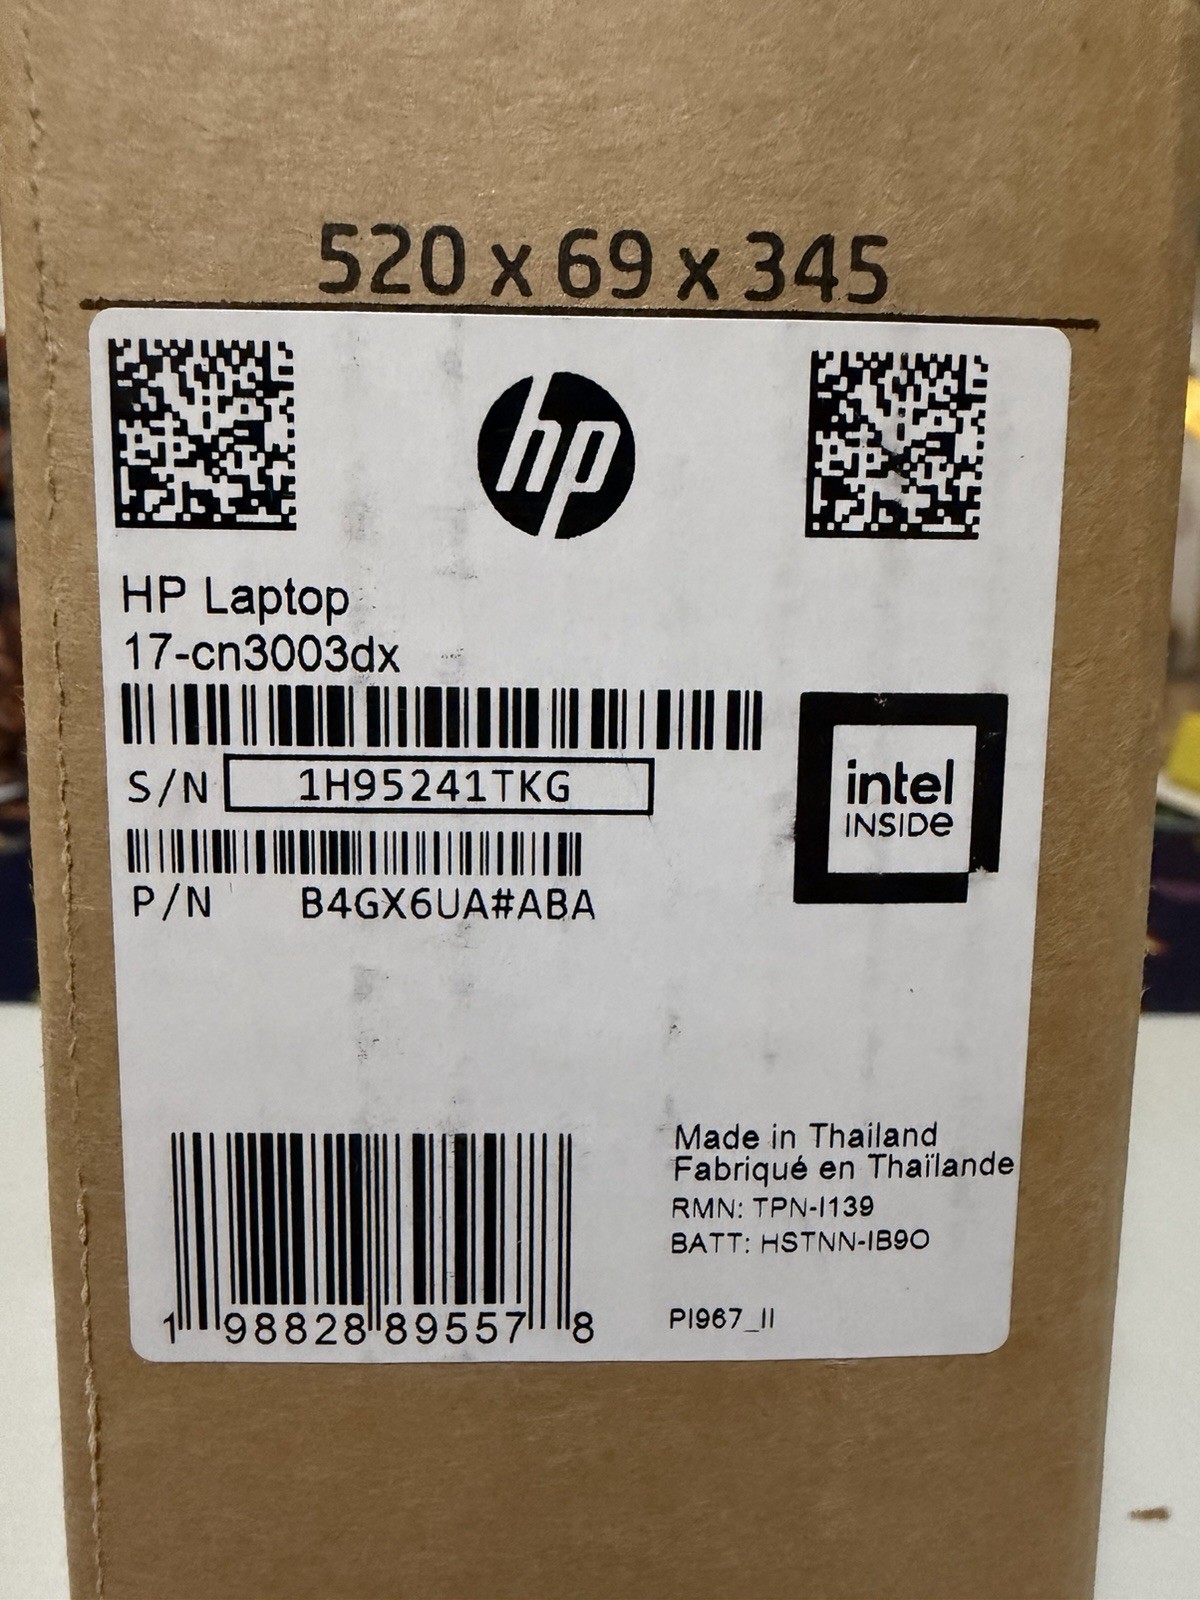 520 x 69 x 345
hp
HP Laptop
17-cn3003dx
S/N 1H95241TKG
intel
INSIDe
P/N B4GX6UA#ABA
Made in Thailand
Fabriqué en Thaïlande
RMN: TPN-I139
BATT: HSTNN-IB9O
PI967_II
1 98828 89557 8